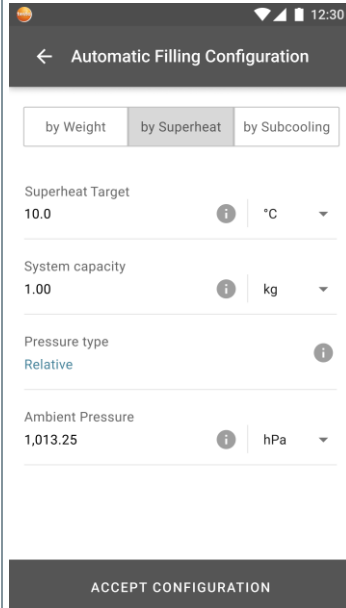 12:30
Automatic Filling Configuration
by Weight by Superheat by Subcooling
Superheat Target
10.0 °C
System capacity
1.00 kg
Pressure type
Relative
Ambient Pressure
1,013.25 hPa
ACCEPT CONFIGURATION